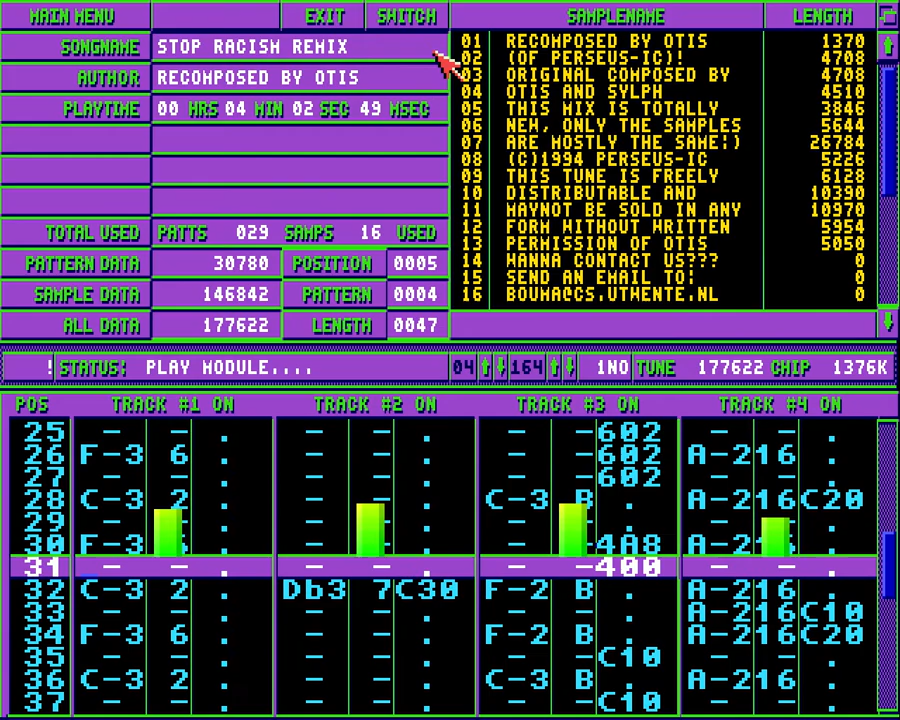 MAIN MENU EXIT SWITCH SAMPLENAME LENGTH
SONGNAME STOP RACISM REMIX
AUTHOR RECOMPOSED BY OTIS
PLAYTIME 00 HRS 04 MIN 02 SEC 49 MSEC
TOTAL USED PATTS 029 SAMPS 16 USED
PATTERN DATA 30780 POSITION 0005
SAMPLE DATA 146842 PATTERN 0004
ALL DATA 177622 LENGTH 0047
01 RECOMPOSED BY OTIS 1370
02 (OF PERSEUS-IC)! 4708
03 ORIGINAL COMPOSED BY 4708
04 OTIS AND SYLPH 4510
05 THIS MIX IS TOTALLY 3846
06 NEW, ONLY THE SAMPLES 5644
07 ARE MOSTLY THE SAME:) 26784
08 (C)1994 PERSEUS-IC 5226
09 THIS TUNE IS FREELY 6128
10 DISTRIBUTABLE AND 10390
11 MAYNOT BE SOLD IN ANY 10970
12 FORM WITHOUT WRITTEN 5954
13 PERMISSION OF OTIS 5050
14 WANNA CONTACT US??? 0
15 SEND AN EMAIL TO: 0
16 BOUMA@CS.UTWENTE.NL 0
! STATUS: PLAY MODULE.... 04 164 1NO TUNE 177622 CHIP 1376K
POS TRACK #1 ON TRACK #2 ON TRACK #3 ON TRACK #4 ON
25 - - . - - . - -602 - - .
26 F-3 6 . - - . - -602 A-216 .
27 - - . - - . - -602 - - .
28 C-3 2 . - - . C-3 B . A-216C20
29 - - . - - . - - . - - .
30 F-3 . - - . - -4A8 A-2 .
31 - - . - - . - -400 - - .
32 C-3 2 . Db3 7C30 F-2 B . A-216 .
33 - - . - - . - - . A-216C10
34 F-3 6 . - - . F-2 B . A-216C20
35 - - . - - . - -C10 - - .
36 C-3 2 . - - . C-3 B . A-216 .
37 - - . - - . - -C10 - - .